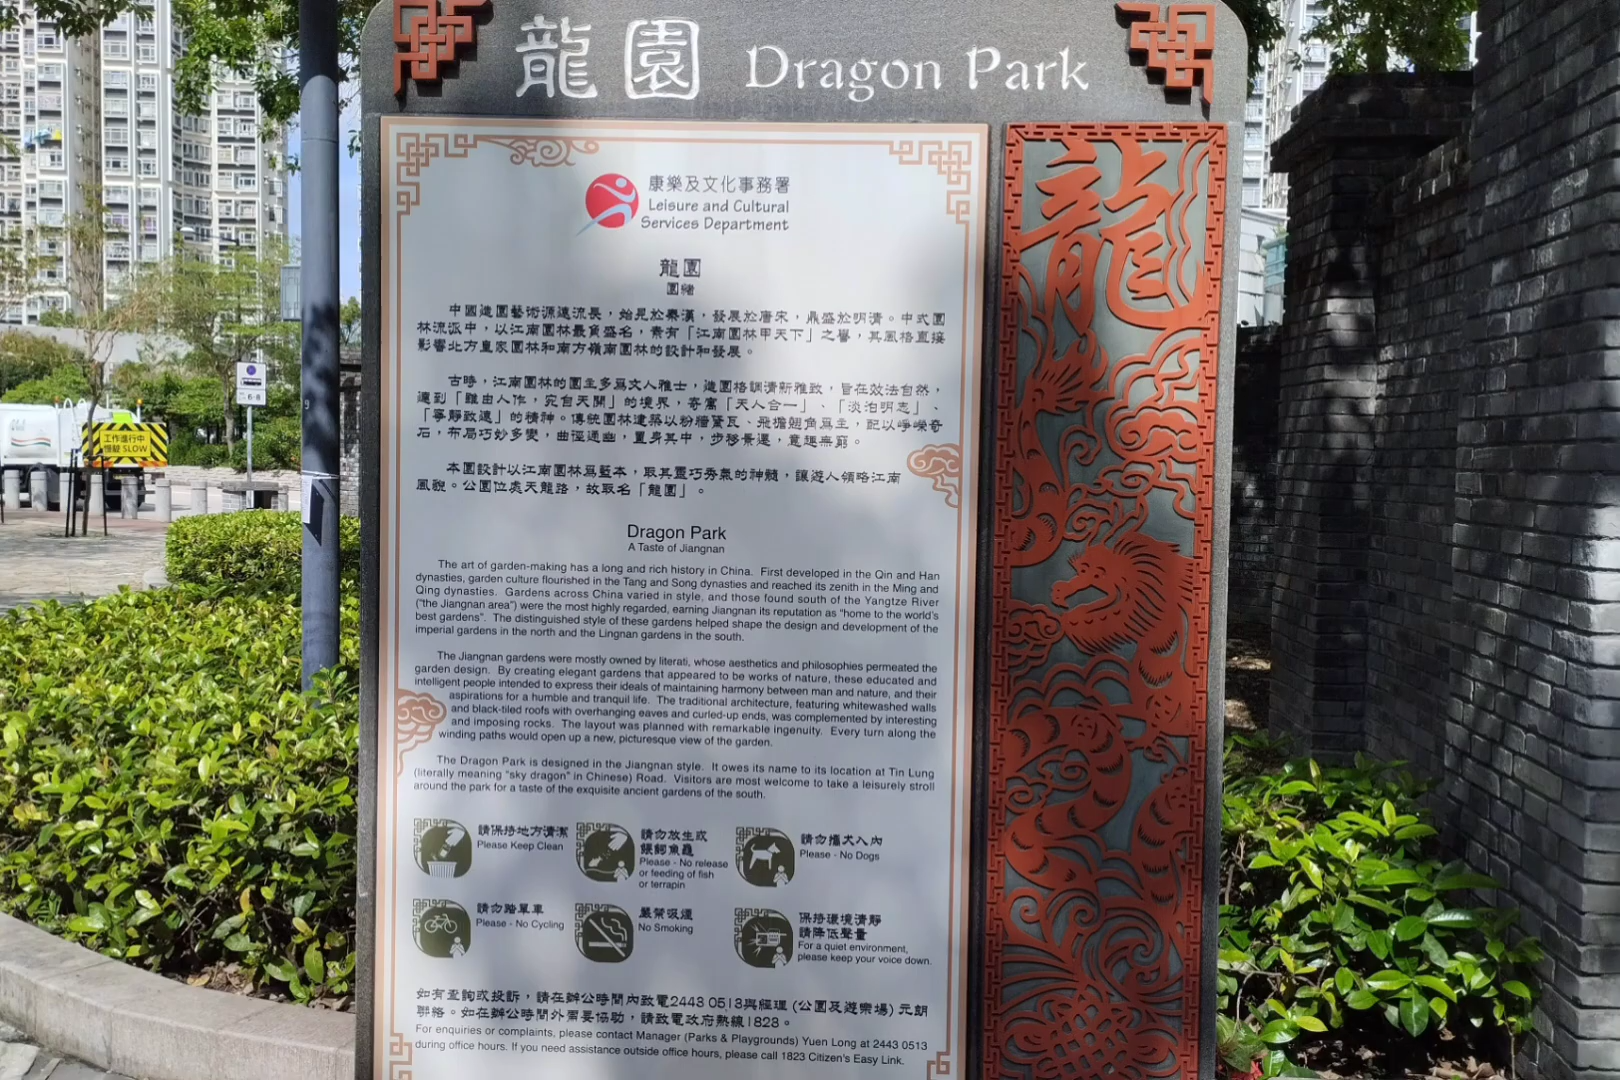 龍園 Dragon Park
康樂及文化事務署
Leisure and Cultural
Services Department
龍園
園緒
中國造園藝術源遠流長，始見於秦漢，發展於唐宋，鼎盛於明清。中式園
林流派中，以江南園林最負盛名，素有「江南園林甲天下」之譽，其風格直接
影響北方皇家園林和南方嶺南園林的設計和發展。
古時，江南園林的園主多為文人雅士，造園格調清新雅致，旨在效法自然，
達到「雖由人作，宛自天開」的境界，寄寓「天人合一」、「淡泊明志」、
「寧靜致遠」的精神。傳統園林建築以粉牆黛瓦、飛檐翹角為主，配以崢嶸奇
石，布局巧妙多變，曲徑通幽，置身其中，步移景遷，意趣無窮。
本園設計以江南園林為藍本，取其靈巧秀氣的神髓，讓遊人領略江南
風貌。公園位處天龍路，故取名「龍園」。
Dragon Park
A Taste of Jiangnan
The art of garden-making has a long and rich history in China. First developed in the Qin and Han
dynasties, garden culture flourished in the Tang and Song dynasties and reached its zenith in the Ming and
Qing dynasties. Gardens across China varied in style, and those found south of the Yangtze River
("the Jiangnan area") were the most highly regarded, earning Jiangnan its reputation as "home to the world's
best gardens". The distinguished style of these gardens helped shape the design and development of the
imperial gardens in the north and the Lingnan gardens in the south.
The Jiangnan gardens were mostly owned by literati, whose aesthetics and philosophies permeated the
garden design. By creating elegant gardens that appeared to be works of nature, these educated and
intelligent people intended to express their ideals of maintaining harmony between man and nature, and their
aspirations for a humble and tranquil life. The traditional architecture, featuring whitewashed walls
and black-tiled roofs with overhanging eaves and curled-up ends, was complemented by interesting
and imposing rocks. The layout was planned with remarkable ingenuity. Every turn along the
winding paths would open up a new, picturesque view of the garden.
The Dragon Park is designed in the Jiangnan style. It owes its name to its location at Tin Lung
(literally meaning "sky dragon" in Chinese) Road. Visitors are most welcome to take a leisurely stroll
around the park for a taste of the exquisite ancient gardens of the south.
請保持地方清潔
Please Keep Clean
請勿放生或
餵飼魚龜
Please - No release
or feeding of fish
or terrapin
請勿攜犬入內
Please - No Dogs
請勿踏單車
Please - No Cycling
嚴禁吸煙
No Smoking
保持環境清靜
請降低聲量
For a quiet environment,
please keep your voice down.
如有查詢或投訴，請在辦公時間內致電2443 0513與經理 (公園及遊樂場) 元朗
聯絡。如在辦公時間外需要協助，請致電政府熱線1823。
For enquiries or complaints, please contact Manager (Parks & Playgrounds) Yuen Long at 2443 0513
during office hours. If you need assistance outside office hours, please call 1823 Citizen's Easy Link.
龍
工作進行中
慢駛 SLOW